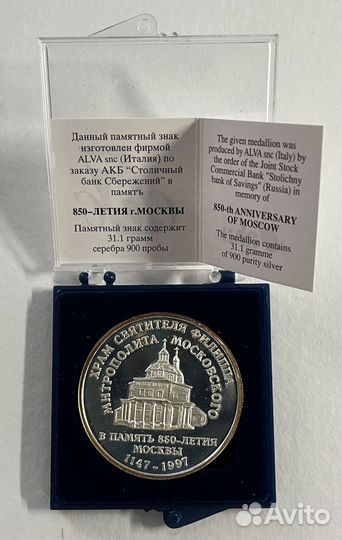 Данный памятный знак
изготовлен фирмой
ALVA snc (Италия) по
заказу АКБ "Столичный
банк Сбережений" в
памятъ
850-ЛЕТИЯ г.МОСКВЫ
Памятный знак содержит
31.1 грамм
серебра 900 пробы
The given medallion was
produced by ALVA snc (Italy) by
the order of the Joint Stock
Commercial Bank "Stolichny
bank of Savings" (Russia) in
memory of
850-th ANNIVERSARY
OF MOSCOW
The medallion contains
31.1 gramme
of 900 purity silver
ХРАМ СВЯТИТЕЛЯ ФИЛИППА
МИТРОПОЛИТА МОСКОВСКОГО
В ПАМЯТЬ 850-ЛЕТИЯ
МОСКВЫ
1147-1997
Avito